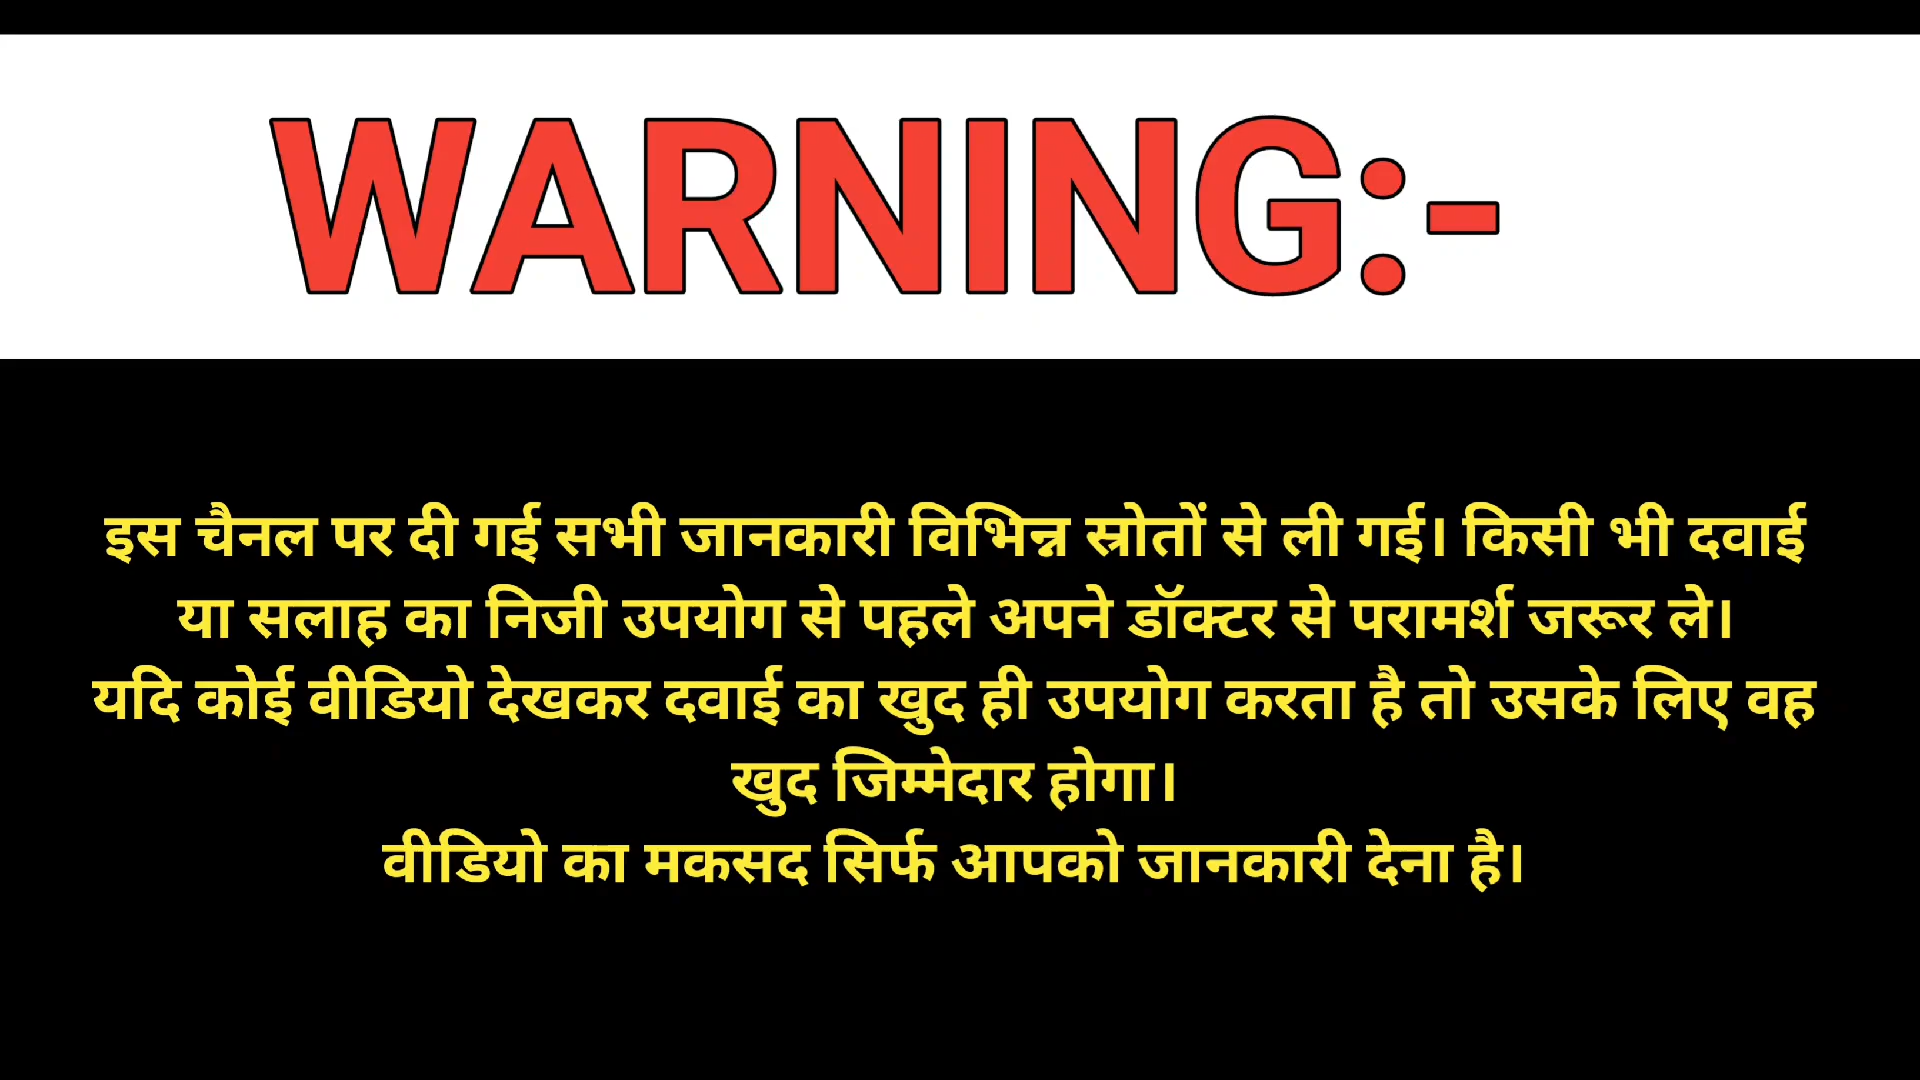 WARNING:-
इस चैनल पर दी गई सभी जानकारी विभिन्न स्रोतों से ली गई। किसी भी दवाई
या सलाह का निजी उपयोग से पहले अपने डॉक्टर से परामर्श जरूर ले।
यदि कोई वीडियो देखकर दवाई का खुद ही उपयोग करता है तो उसके लिए वह
खुद जिम्मेदार होगा।
वीडियो का मकसद सिर्फ आपको जानकारी देना है।